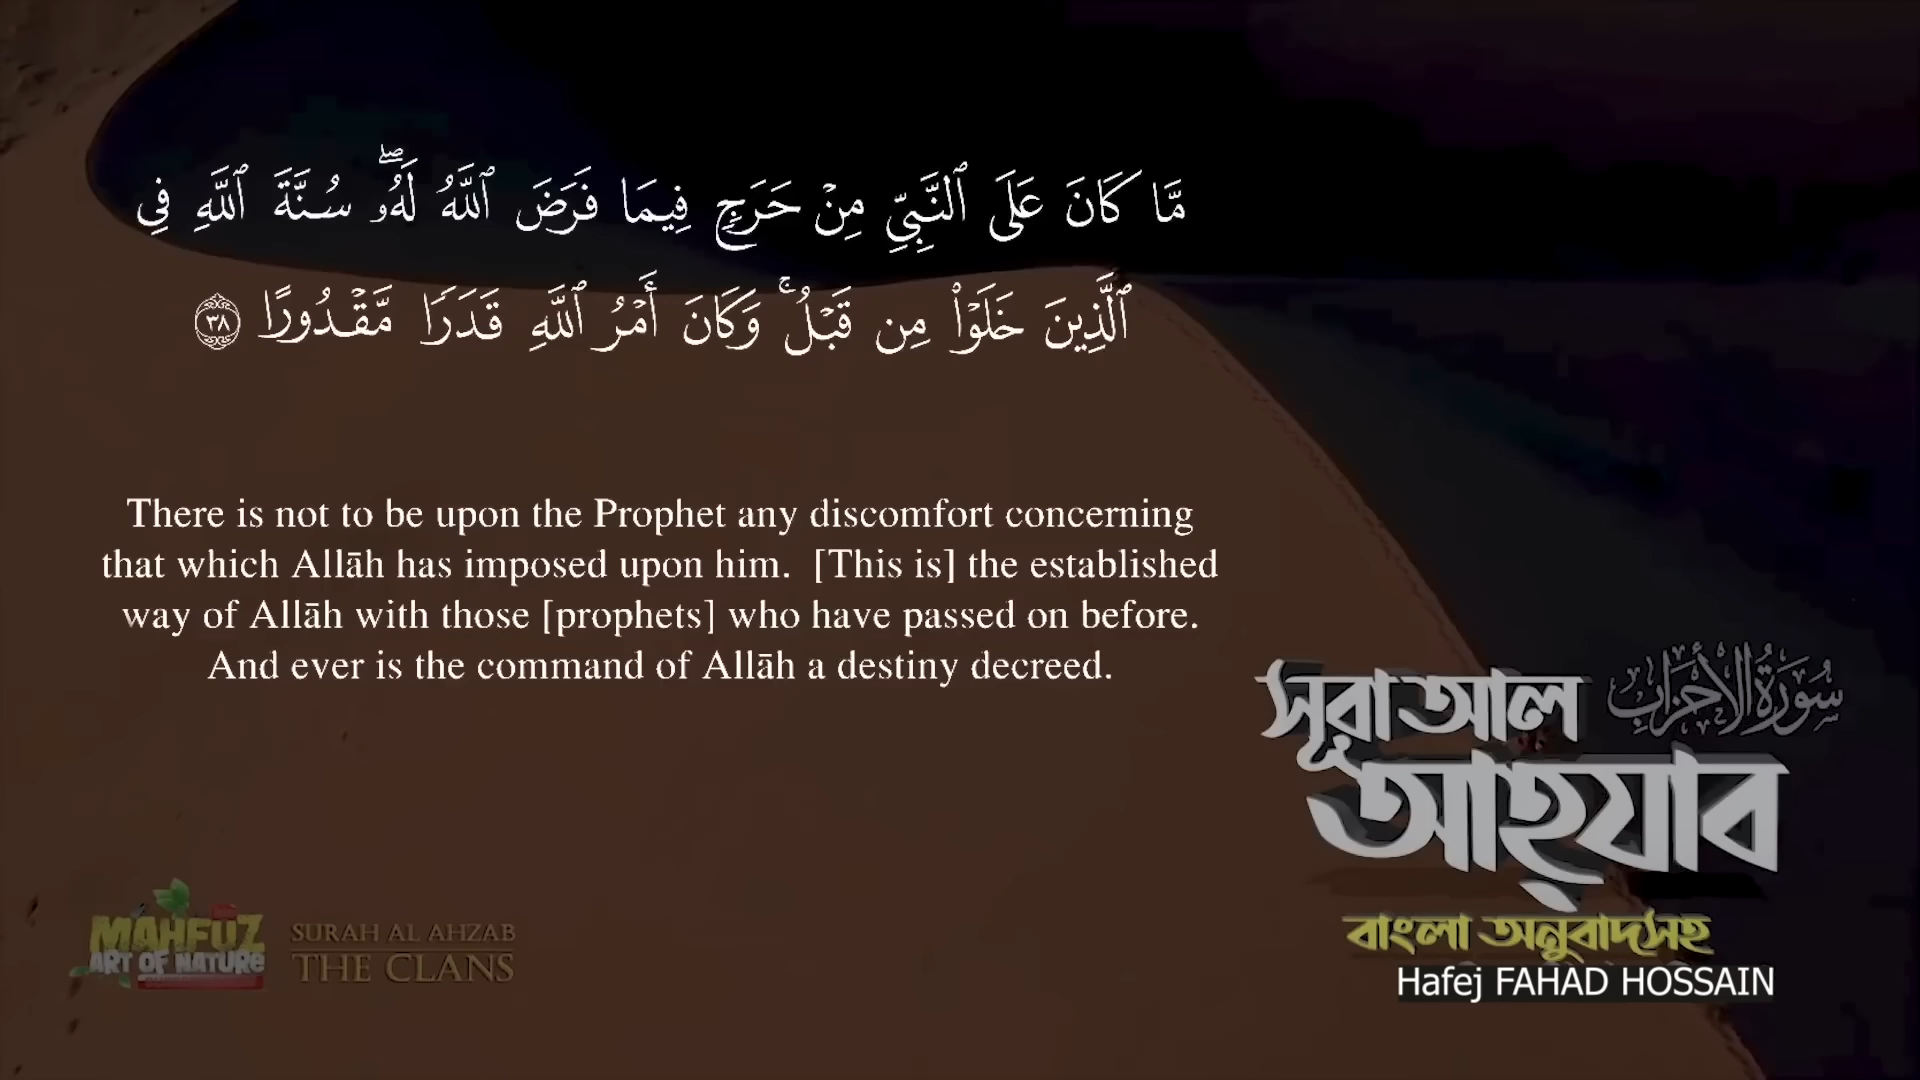 مَّا كَانَ عَلَى ٱلنَّبِيِّ مِنْ حَرَجٍ فِيمَا فَرَضَ ٱللَّهُ لَهُۥ ۖ سُنَّةَ ٱللَّهِ فِى
ٱلَّذِينَ خَلَوْا۟ مِن قَبْلُ ۚ وَكَانَ أَمْرُ ٱللَّهِ قَدَرًا مَّقْدُورًا ٣٨
There is not to be upon the Prophet any discomfort concerning
that which Allāh has imposed upon him. [This is] the established
way of Allāh with those [prophets] who have passed on before.
And ever is the command of Allāh a destiny decreed.
সূরা আল
سُورَةُ الأَحْزَابِ
আহ্‌যাব
বাংলা অনুবাদসহ
Hafej FAHAD HOSSAIN
MAHFUZ
ART OF NATURE
SURAH AL AHZAB
THE CLANS